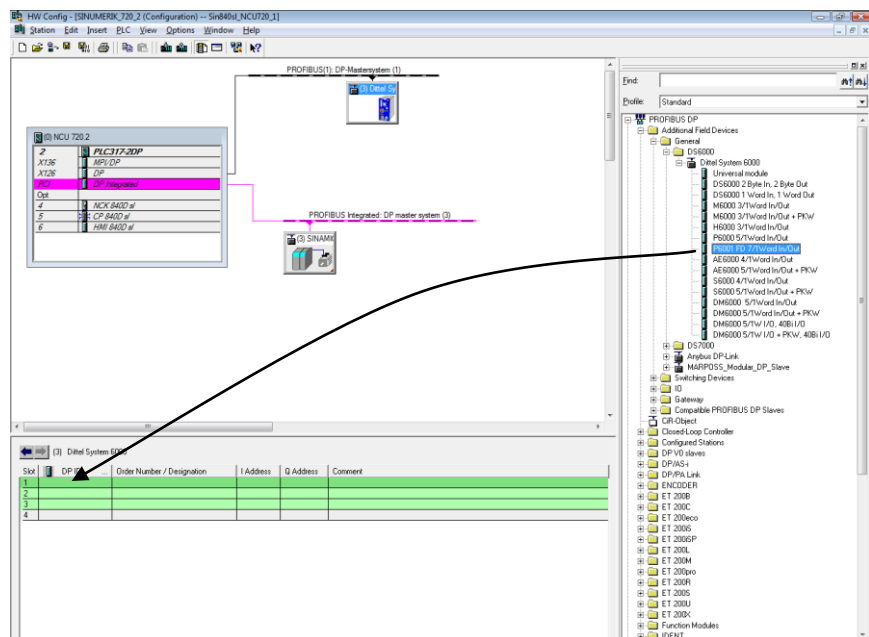 HW Config - [SINUMERIK_720_2 (Configuration) -- Sin840sl_NCU720_1]
Station Edit Insert PLC View Options Window Help
PROFIBUS(1): DP-Mastersystem (1)
(3) Dittel Sy
(0) NCU 720.2
2 PLC317-2DP
X136 MPI/DP
X126 DP
PCI DP integrated
Opt
4 NCK 840D sl
5 CP 840D sl
6 HMI 840D sl
PROFIBUS Integrated: DP master system (3)
(3) SINAMIC
(3) Dittel System 6000
Slot DP ID ... Order Number / Designation I Address Q Address Comment
1
2
3
4
Find:
Profile: Standard
PROFIBUS DP
Additional Field Devices
General
DS6000
Dittel System 6000
Universal module
DS6000 2 Byte In, 2 Byte Out
DS6000 1 Word In, 1 Word Out
M6000 3/1Word In/Out
M6000 3/1Word In/Out + PKW
H6000 3/1Word In/Out
P6000 5/1Word In/Out
P6001 FD 7/1Word In/Out
AE6000 4/1Word In/Out
AE6000 5/1Word In/Out + PKW
S6000 4/1Word In/Out
S6000 5/1Word In/Out + PKW
DM6000 5/1Word In/Out
DM6000 5/1Word In/Out + PKW
DM6000 5/1W I/O, 40Bi I/O
DM6000 5/1W I/O + PKW, 40Bi I/O
DS7000
Anybus DP-Link
MARPOSS_Modular_DP_Slave
Switching Devices
IO
Gateway
Compatible PROFIBUS DP Slaves
CiR-Object
Closed-Loop Controller
Configured Stations
DP V0 slaves
DP/AS-i
DP/PA Link
ENCODER
ET 200B
ET 200C
ET 200eco
ET 200iS
ET 200iSP
ET 200L
ET 200M
ET 200pro
ET 200R
ET 200S
ET 200U
ET 200X
Function Modules
IDENT